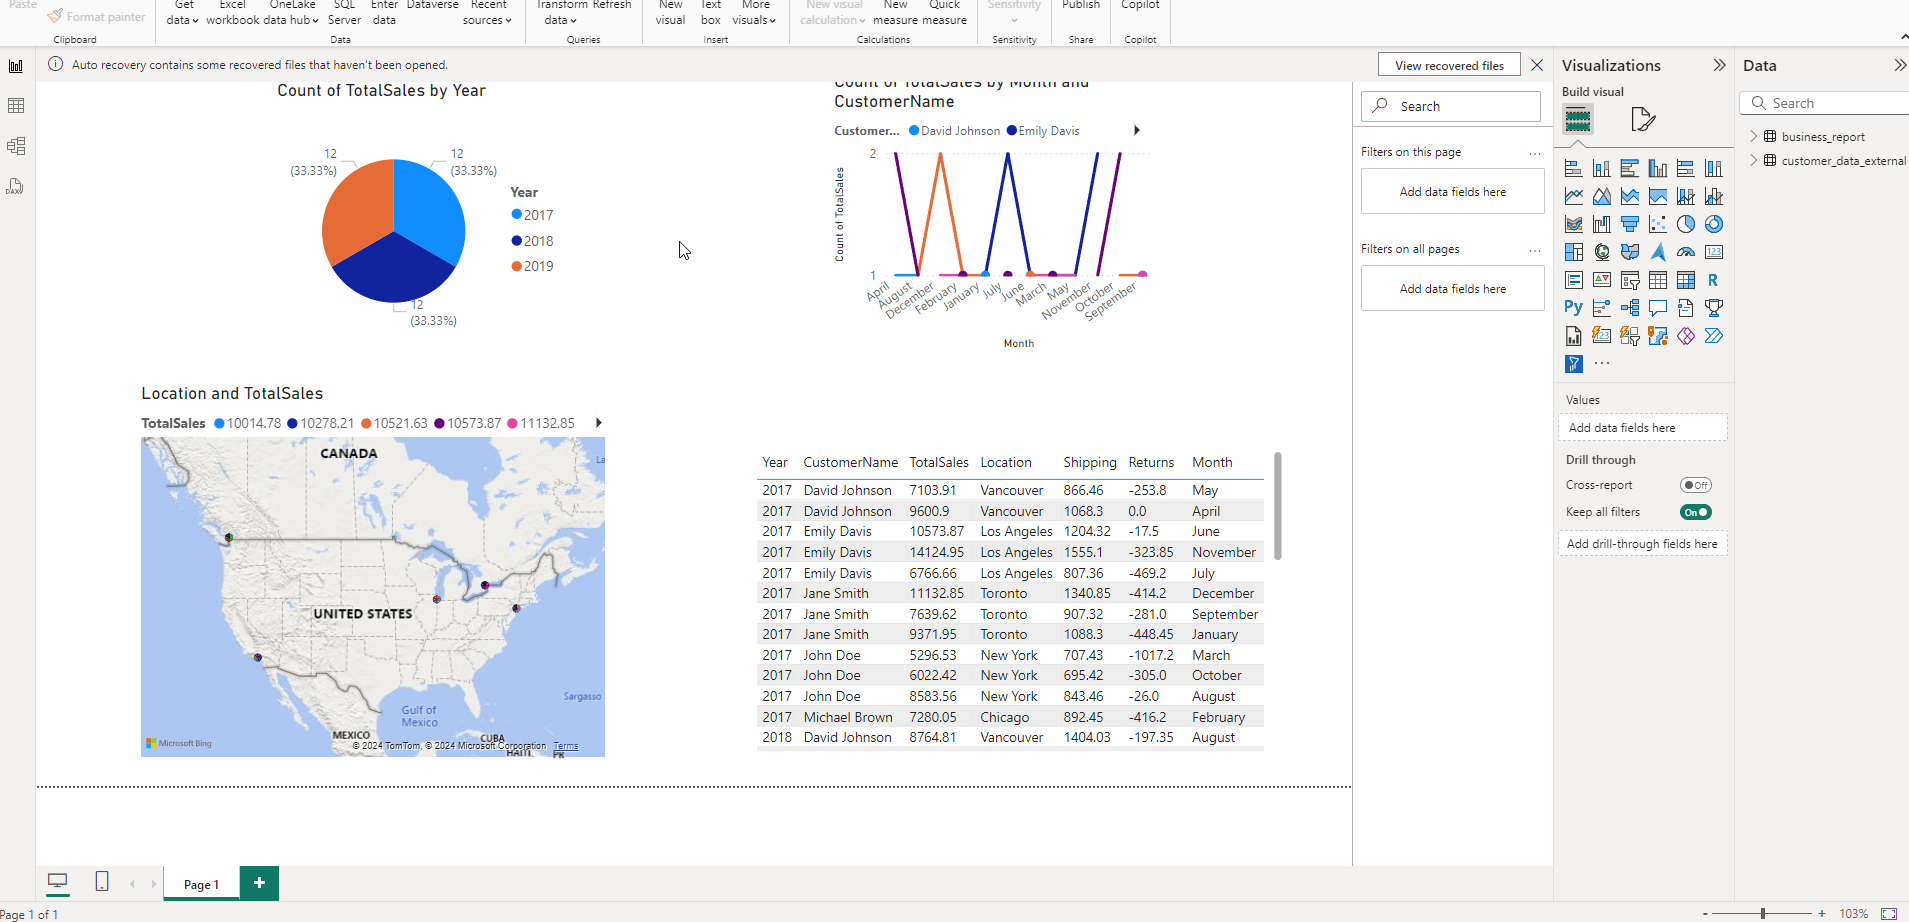 Paste
Format painter
Clipboard
Get data
Excel workbook
OneLake data hub
SQL Server
Enter data
Dataverse
Recent sources
Data
Transform data
Refresh
Queries
New visual
Text box
More visuals
Insert
New visual calculation
New measure
Quick measure
Calculations
Sensitivity
Sensitivity
Publish
Share
Copilot
Copilot
Auto recovery contains some recovered files that haven't been opened.
View recovered files
Count of TotalSales by Year
12
(33.33%)
12
(33.33%)
12
(33.33%)
Year
2017
2018
2019
Count of TotalSales by Month and
CustomerName
Customer... David Johnson Emily Davis
Count of TotalSales
2
1
April
August
December
February
January
July
June
March
May
November
October
September
Month
Location and TotalSales
TotalSales 10014.78 10278.21 10521.63 10573.87 11132.85
CANADA
La
UNITED STATES
Sargasso
Gulf of
Mexico
MEXICO
CUBA
HAITI
PR
Microsoft Bing
© 2024 TomTom, © 2024 Microsoft Corporation Terms
Year CustomerName TotalSales Location Shipping Returns Month
2017 David Johnson 7103.91 Vancouver 866.46 -253.8 May
2017 David Johnson 9600.9 Vancouver 1068.3 0.0 April
2017 Emily Davis 10573.87 Los Angeles 1204.32 -17.5 June
2017 Emily Davis 14124.95 Los Angeles 1555.1 -323.85 November
2017 Emily Davis 6766.66 Los Angeles 807.36 -469.2 July
2017 Jane Smith 11132.85 Toronto 1340.85 -414.2 December
2017 Jane Smith 7639.62 Toronto 907.32 -281.0 September
2017 Jane Smith 9371.95 Toronto 1088.3 -448.45 January
2017 John Doe 5296.53 New York 707.43 -1017.2 March
2017 John Doe 6022.42 New York 695.42 -305.0 October
2017 John Doe 8583.56 New York 843.46 -26.0 August
2017 Michael Brown 7280.05 Chicago 892.45 -416.2 February
2018 David Johnson 8764.81 Vancouver 1404.03 -197.35 August
Search
Filters on this page ...
Add data fields here
Filters on all pages ...
Add data fields here
Visualizations
Build visual
123
R
Py
123
...
Values
Add data fields here
Drill through
Cross-report Off
Keep all filters On
Add drill-through fields here
Data
Search
business_report
customer_data_external
DAX
Page 1
+
Page 1 of 1
- + 103%